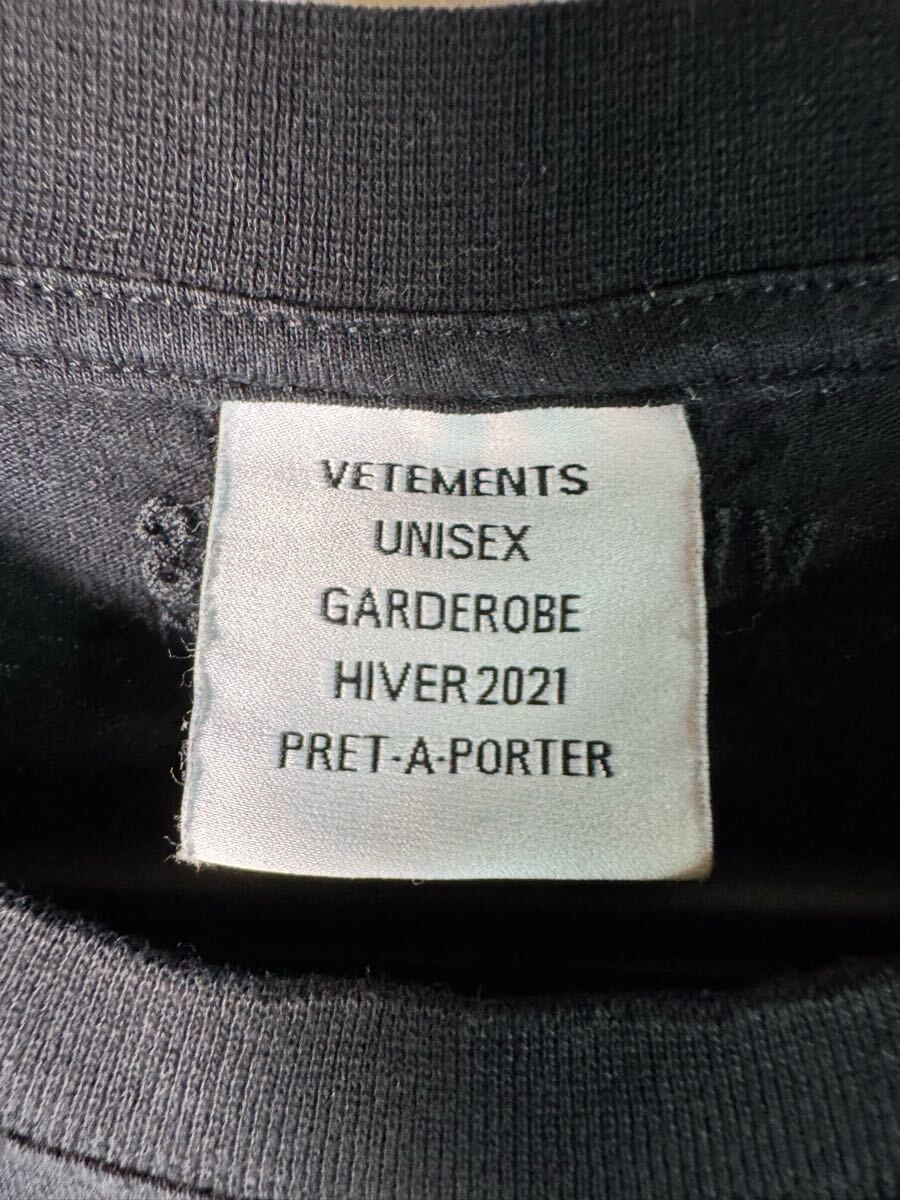 VETEMENTS
UNISEX
GARDEROBE
HIVER 2021
PRET-A-PORTER